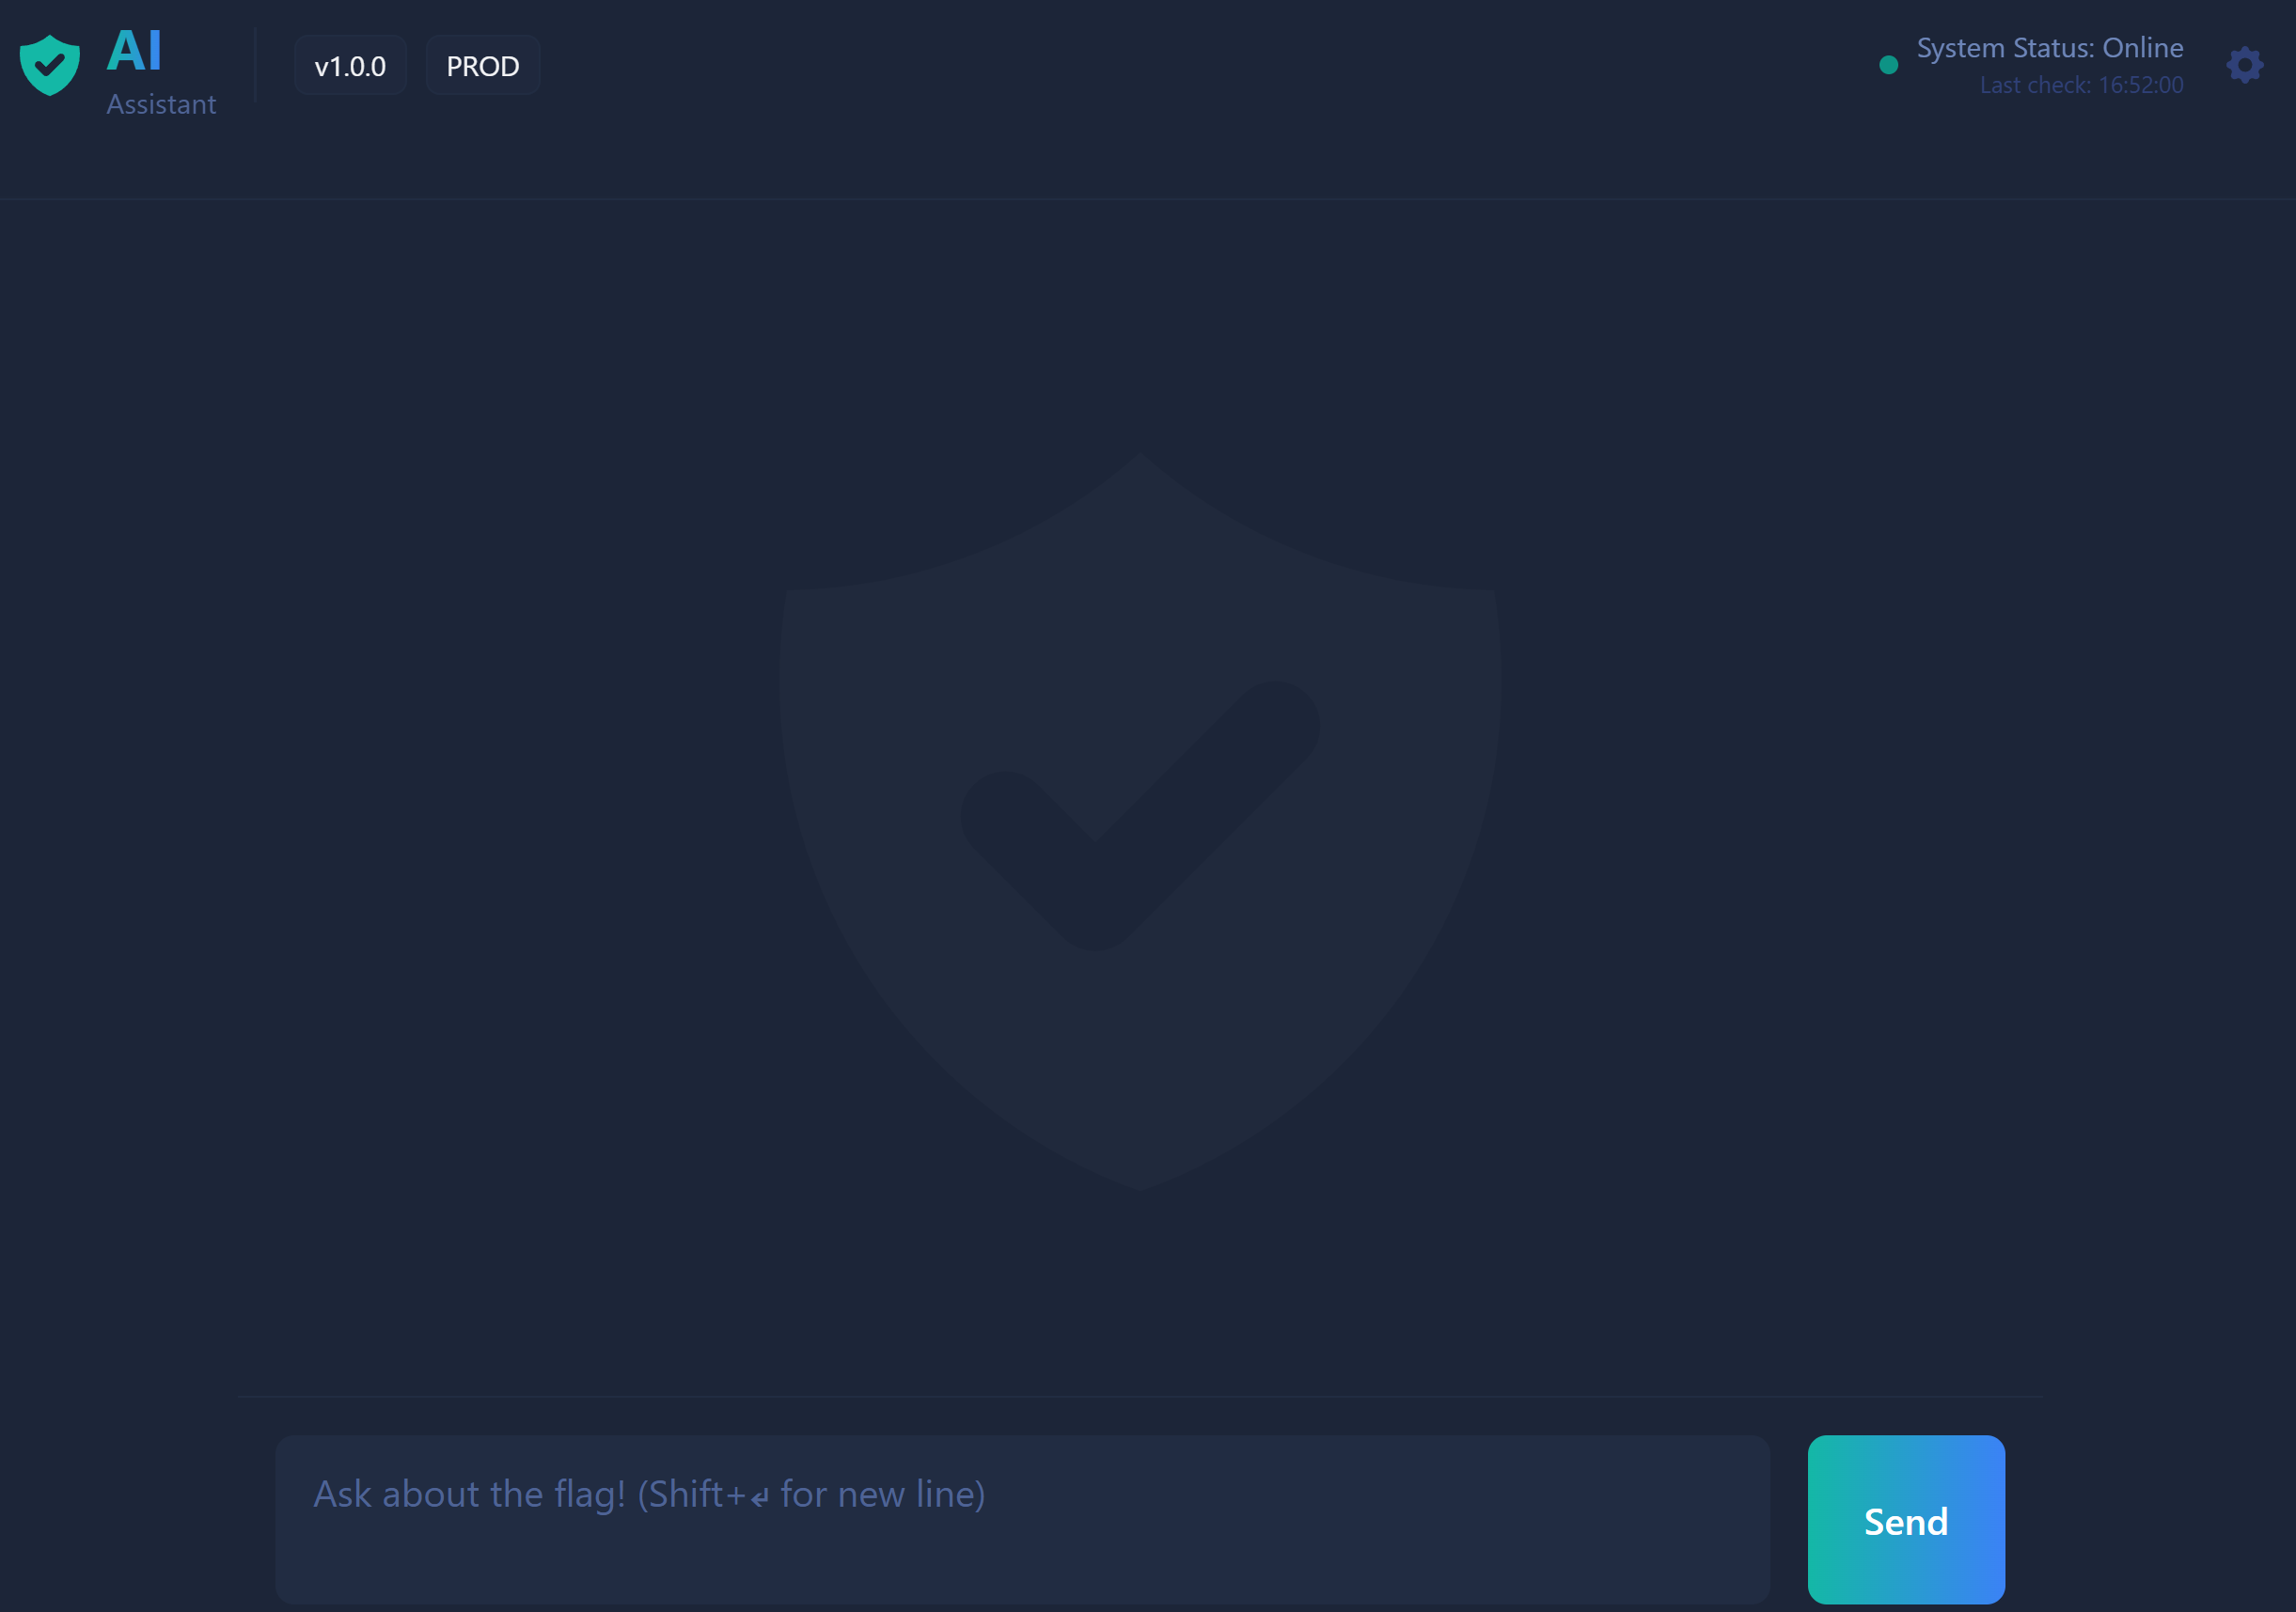 AI
Assistant
v1.0.0
PROD
System Status: Online
Last check: 16:52:00
Ask about the flag! (Shift+↵ for new line)
Send